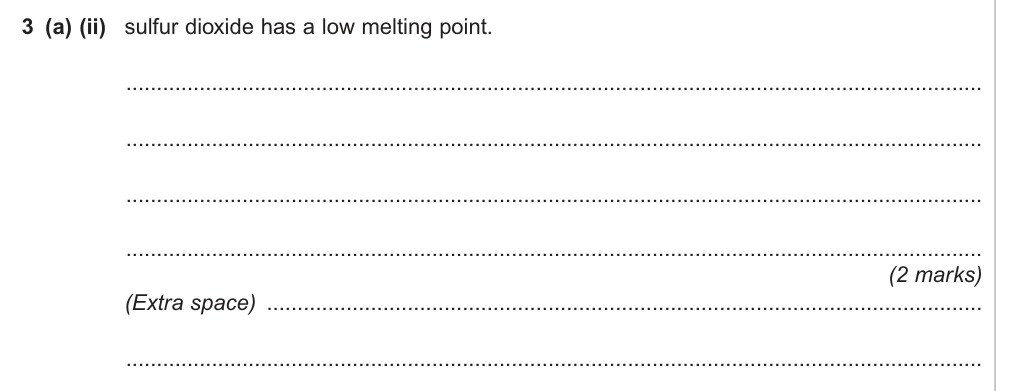 3 (a) (ii) sulfur dioxide has a low melting point.
(2 marks)
(Extra space)